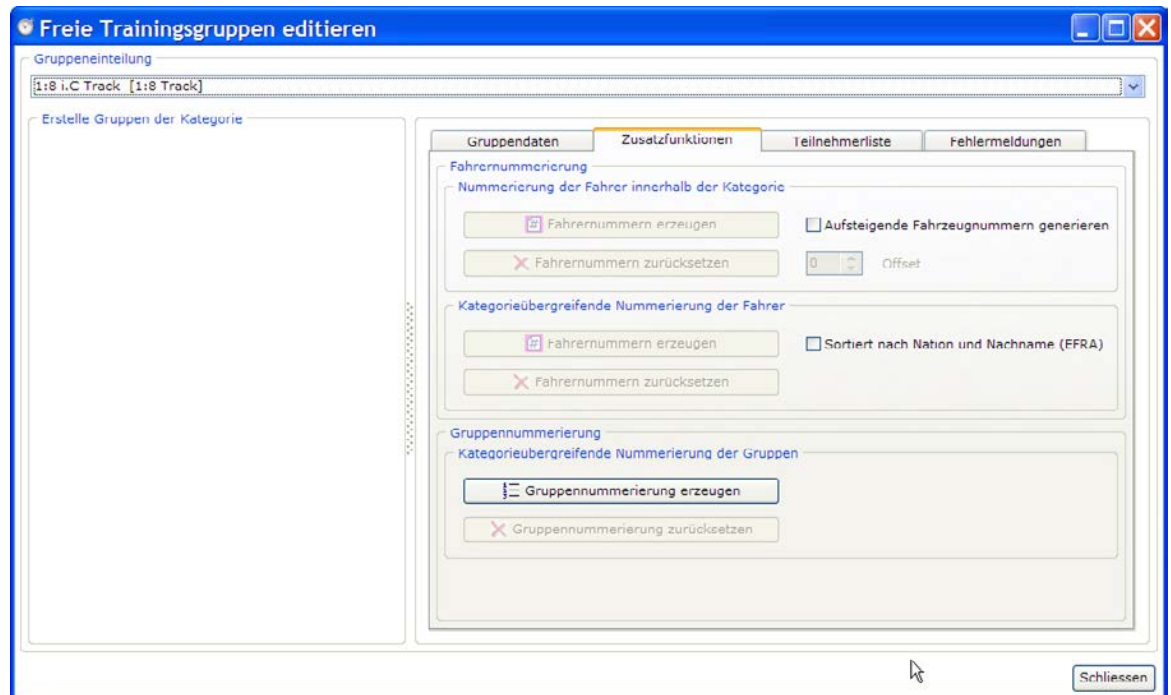 Freie Trainingsgruppen editieren
Gruppeneinteilung
1:8 i.C Track [1:8 Track]
Erstelle Gruppen der Kategorie
Gruppendaten
Zusatzfunktionen
Teilnehmerliste
Fehlermeldungen
Fahrernummerierung
Nummerierung der Fahrer innerhalb der Kategorie
Fahrernummern erzeugen
Aufsteigende Fahrzeugnummern generieren
Fahrernummern zurücksetzen
0 Offset
Kategorieübergreifende Nummerierung der Fahrer
Fahrernummern erzeugen
Sortiert nach Nation und Nachname (EFRA)
Fahrernummern zurücksetzen
Gruppennummerierung
Kategorieübergreifende Nummerierung der Gruppen
Gruppennummerierung erzeugen
Gruppennummerierung zurücksetzen
Schliessen